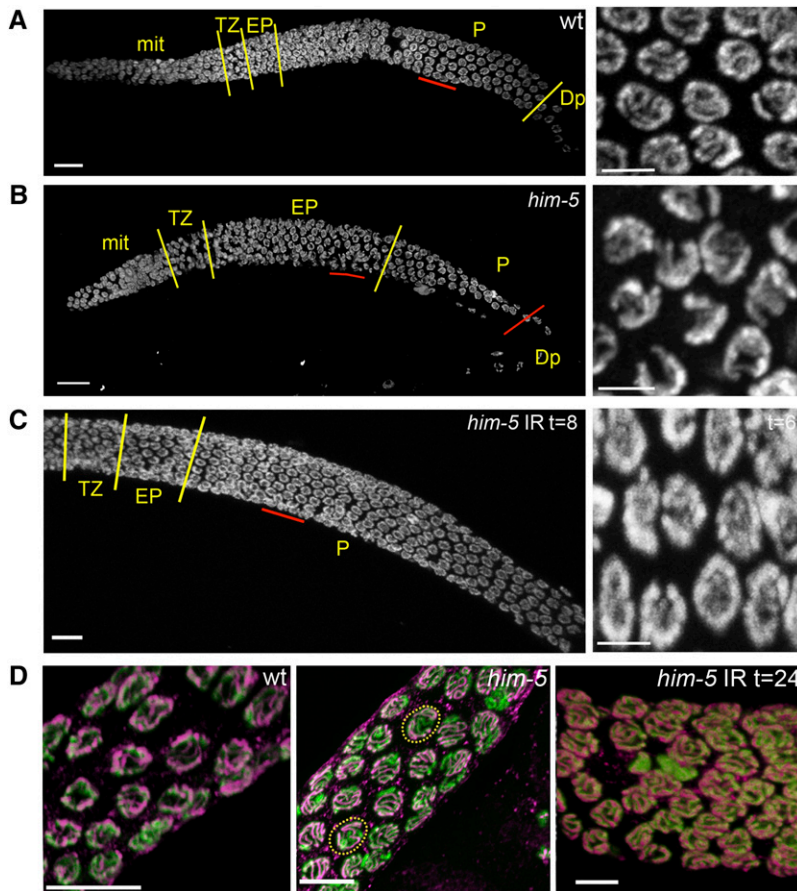 A
mit
TZ
EP
P
wt
Dp
B
mit
TZ
EP
him-5
P
Dp
C
him-5 IR t=8
t=6
TZ
EP
P
D
wt
him-5
him-5 IR t=24